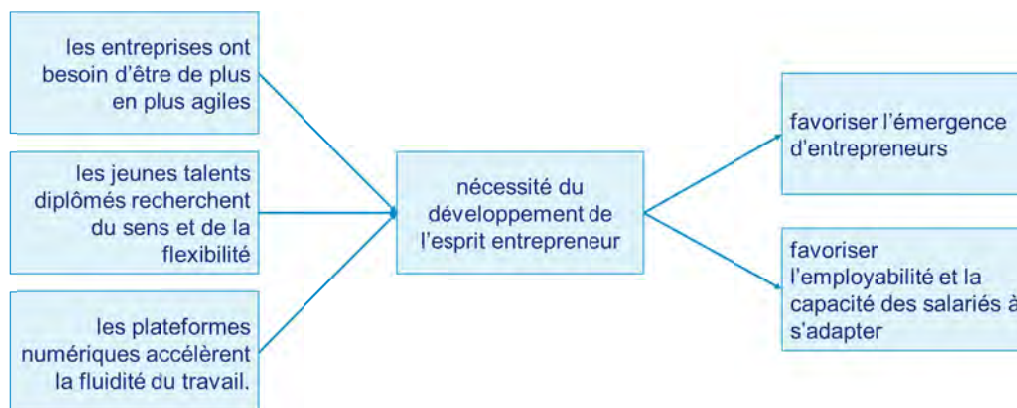 les entreprises ont
besoin d'être de plus
en plus agiles
les jeunes talents
diplômés recherchent
du sens et de la
flexibilité
les plateformes
numériques accélèrent
la fluidité du travail.
nécessité du
développement de
l'esprit entrepreneur
favoriser l'émergence
d'entrepreneurs
favoriser
l'employabilité et la
capacité des salariés à
s'adapter